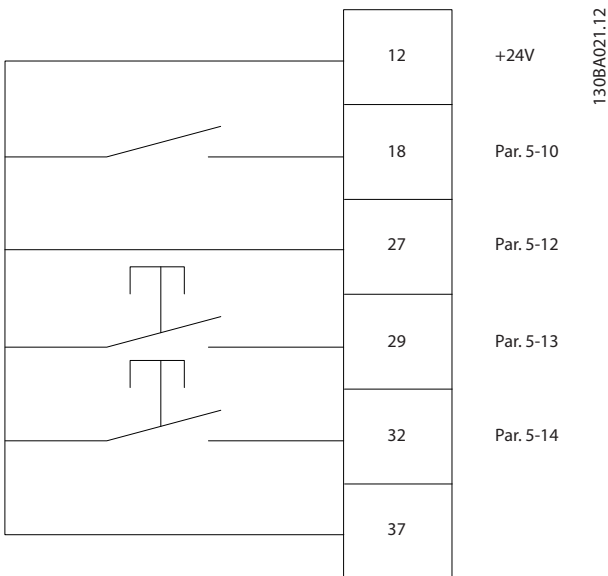 12 +24V
18 Par. 5-10
27 Par. 5-12
29 Par. 5-13
32 Par. 5-14
37
130BA021.12